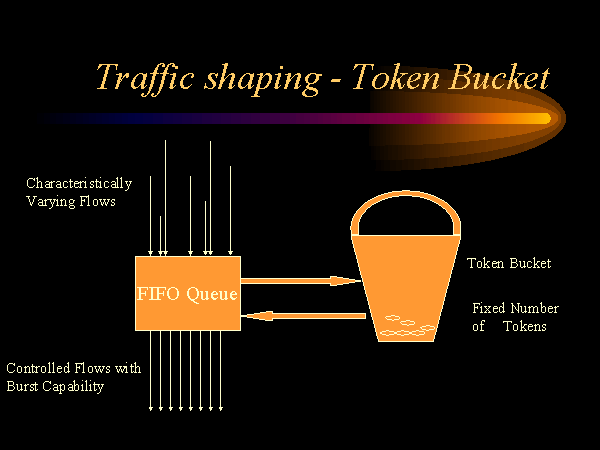 Traffic shaping - Token Bucket
Characteristically
Varying Flows
FIFO Queue
Token Bucket
Fixed Number
of Tokens
Controlled Flows with
Burst Capability